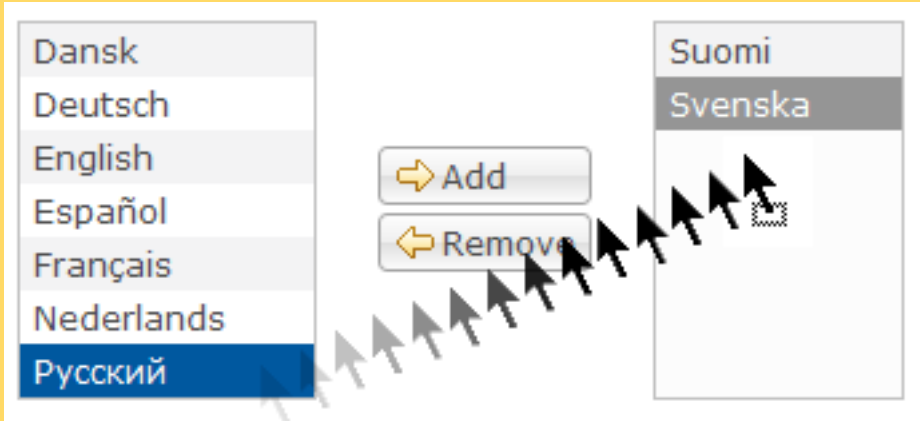 Dansk
Deutsch
English
Español
Français
Nederlands
Русский
Add
Remove
Suomi
Svenska